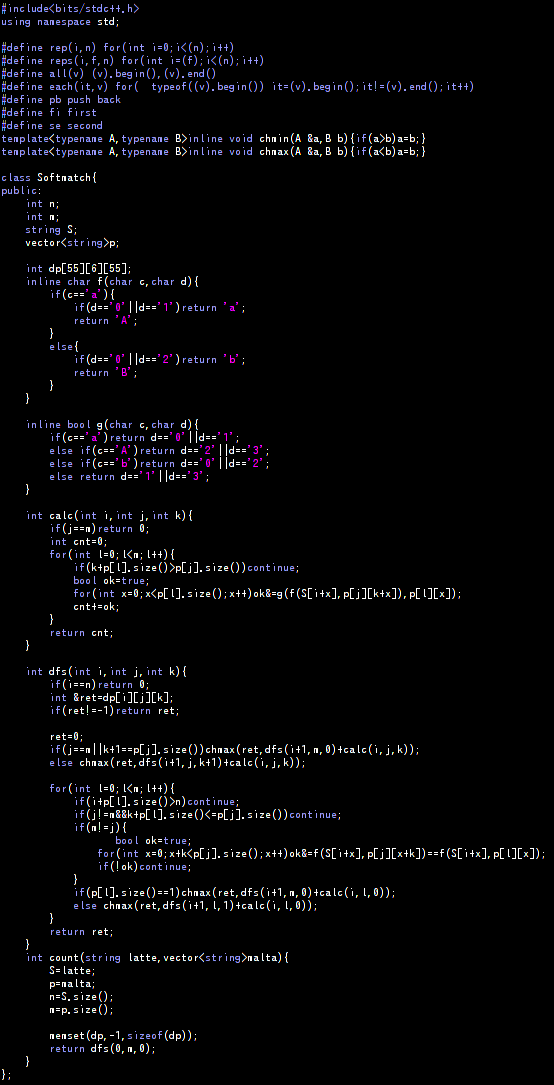 #include<bits/stdc++.h>
using namespace std;

#define rep(i,n) for(int i=0;i<(n);i++)
#define reps(i,f,n) for(int i=(f);i<(n);i++)
#define all(v) (v).begin(),(v).end()
#define each(it,v) for(__typeof((v).begin()) it=(v).begin();it!=(v).end();it++)
#define pb push_back
#define fi first
#define se second
template<typename A,typename B>inline void chmin(A &a,B b){if(a>b)a=b;}
template<typename A,typename B>inline void chmax(A &a,B b){if(a<b)a=b;}

class Softmatch{
public:
    int n;
    int m;
    string S;
    vector<string>p;

    int dp[55][6][55];
    inline char f(char c,char d){
        if(c=='a'){
            if(d=='0'||d=='1')return 'a';
            return 'A';
        }
        else{
            if(d=='0'||d=='2')return 'b';
            return 'B';
        }
    }

    inline bool g(char c,char d){
        if(c=='a')return d=='0'||d=='1';
        else if(c=='A')return d=='2'||d=='3';
        else if(c=='b')return d=='0'||d=='2';
        else return d=='1'||d=='3';
    }

    int calc(int i,int j,int k){
        if(j==m)return 0;
        int cnt=0;
        for(int l=0;l<m;l++){
            if(k+p[l].size()>p[j].size())continue;
            bool ok=true;
            for(int x=0;x<p[l].size();x++)ok&=g(f(S[i+x],p[j][k+x]),p[l][x]);
            cnt+=ok;
        }
        return cnt;
    }

    int dfs(int i,int j,int k){
        if(i==n)return 0;
        int &ret=dp[i][j][k];
        if(ret!=-1)return ret;

        ret=0;
        if(j==m||k+1==p[j].size())chmax(ret,dfs(i+1,m,0)+calc(i,j,k));
        else chmax(ret,dfs(i+1,j,k+1)+calc(i,j,k));

        for(int l=0;l<m;l++){
            if(i+p[l].size()>n)continue;
            if(j!=m&&k+p[l].size()<=p[j].size())continue;
            if(m!=j){
                bool ok=true;
                for(int x=0;x+k<p[j].size();x++)ok&=f(S[i+x],p[j][x+k])==f(S[i+x],p[l][x]);
                if(!ok)continue;
            }
            if(p[l].size()==1)chmax(ret,dfs(i+1,m,0)+calc(i,l,0));
            else chmax(ret,dfs(i+1,l,1)+calc(i,l,0));
        }
        return ret;
    }
    int count(string latte,vector<string>malta){
        S=latte;
        p=malta;
        n=S.size();
        m=p.size();

        memset(dp,-1,sizeof(dp));
        return dfs(0,m,0);
    }
};